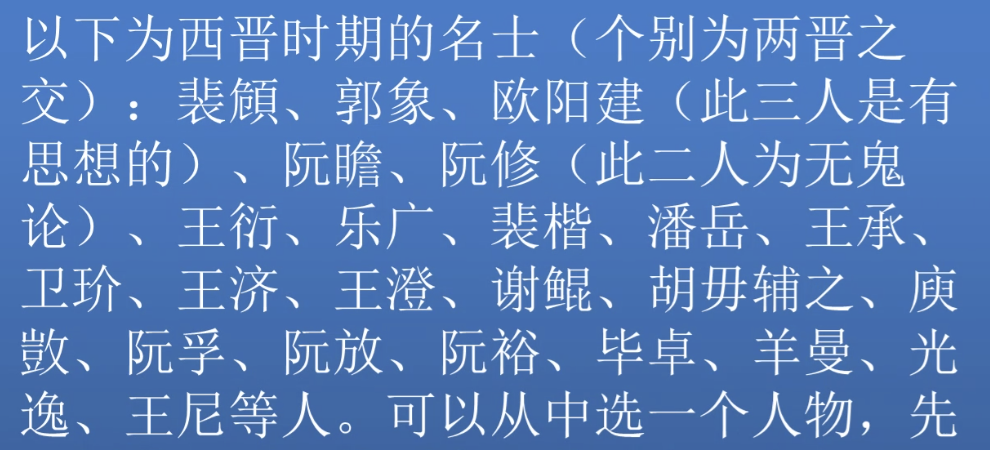 以下为西晋时期的名士（个别为两晋之
交）：裴頠、郭象、欧阳建（此三人是有
思想的）、阮瞻、阮修（此二人为无鬼
论）、王衍、乐广、裴楷、潘岳、王承、
卫玠、王济、王澄、谢鲲、胡毋辅之、庾
敳、阮孚、阮放、阮裕、毕卓、羊曼、光
逸、王尼等人。可以从中选一个人物，先